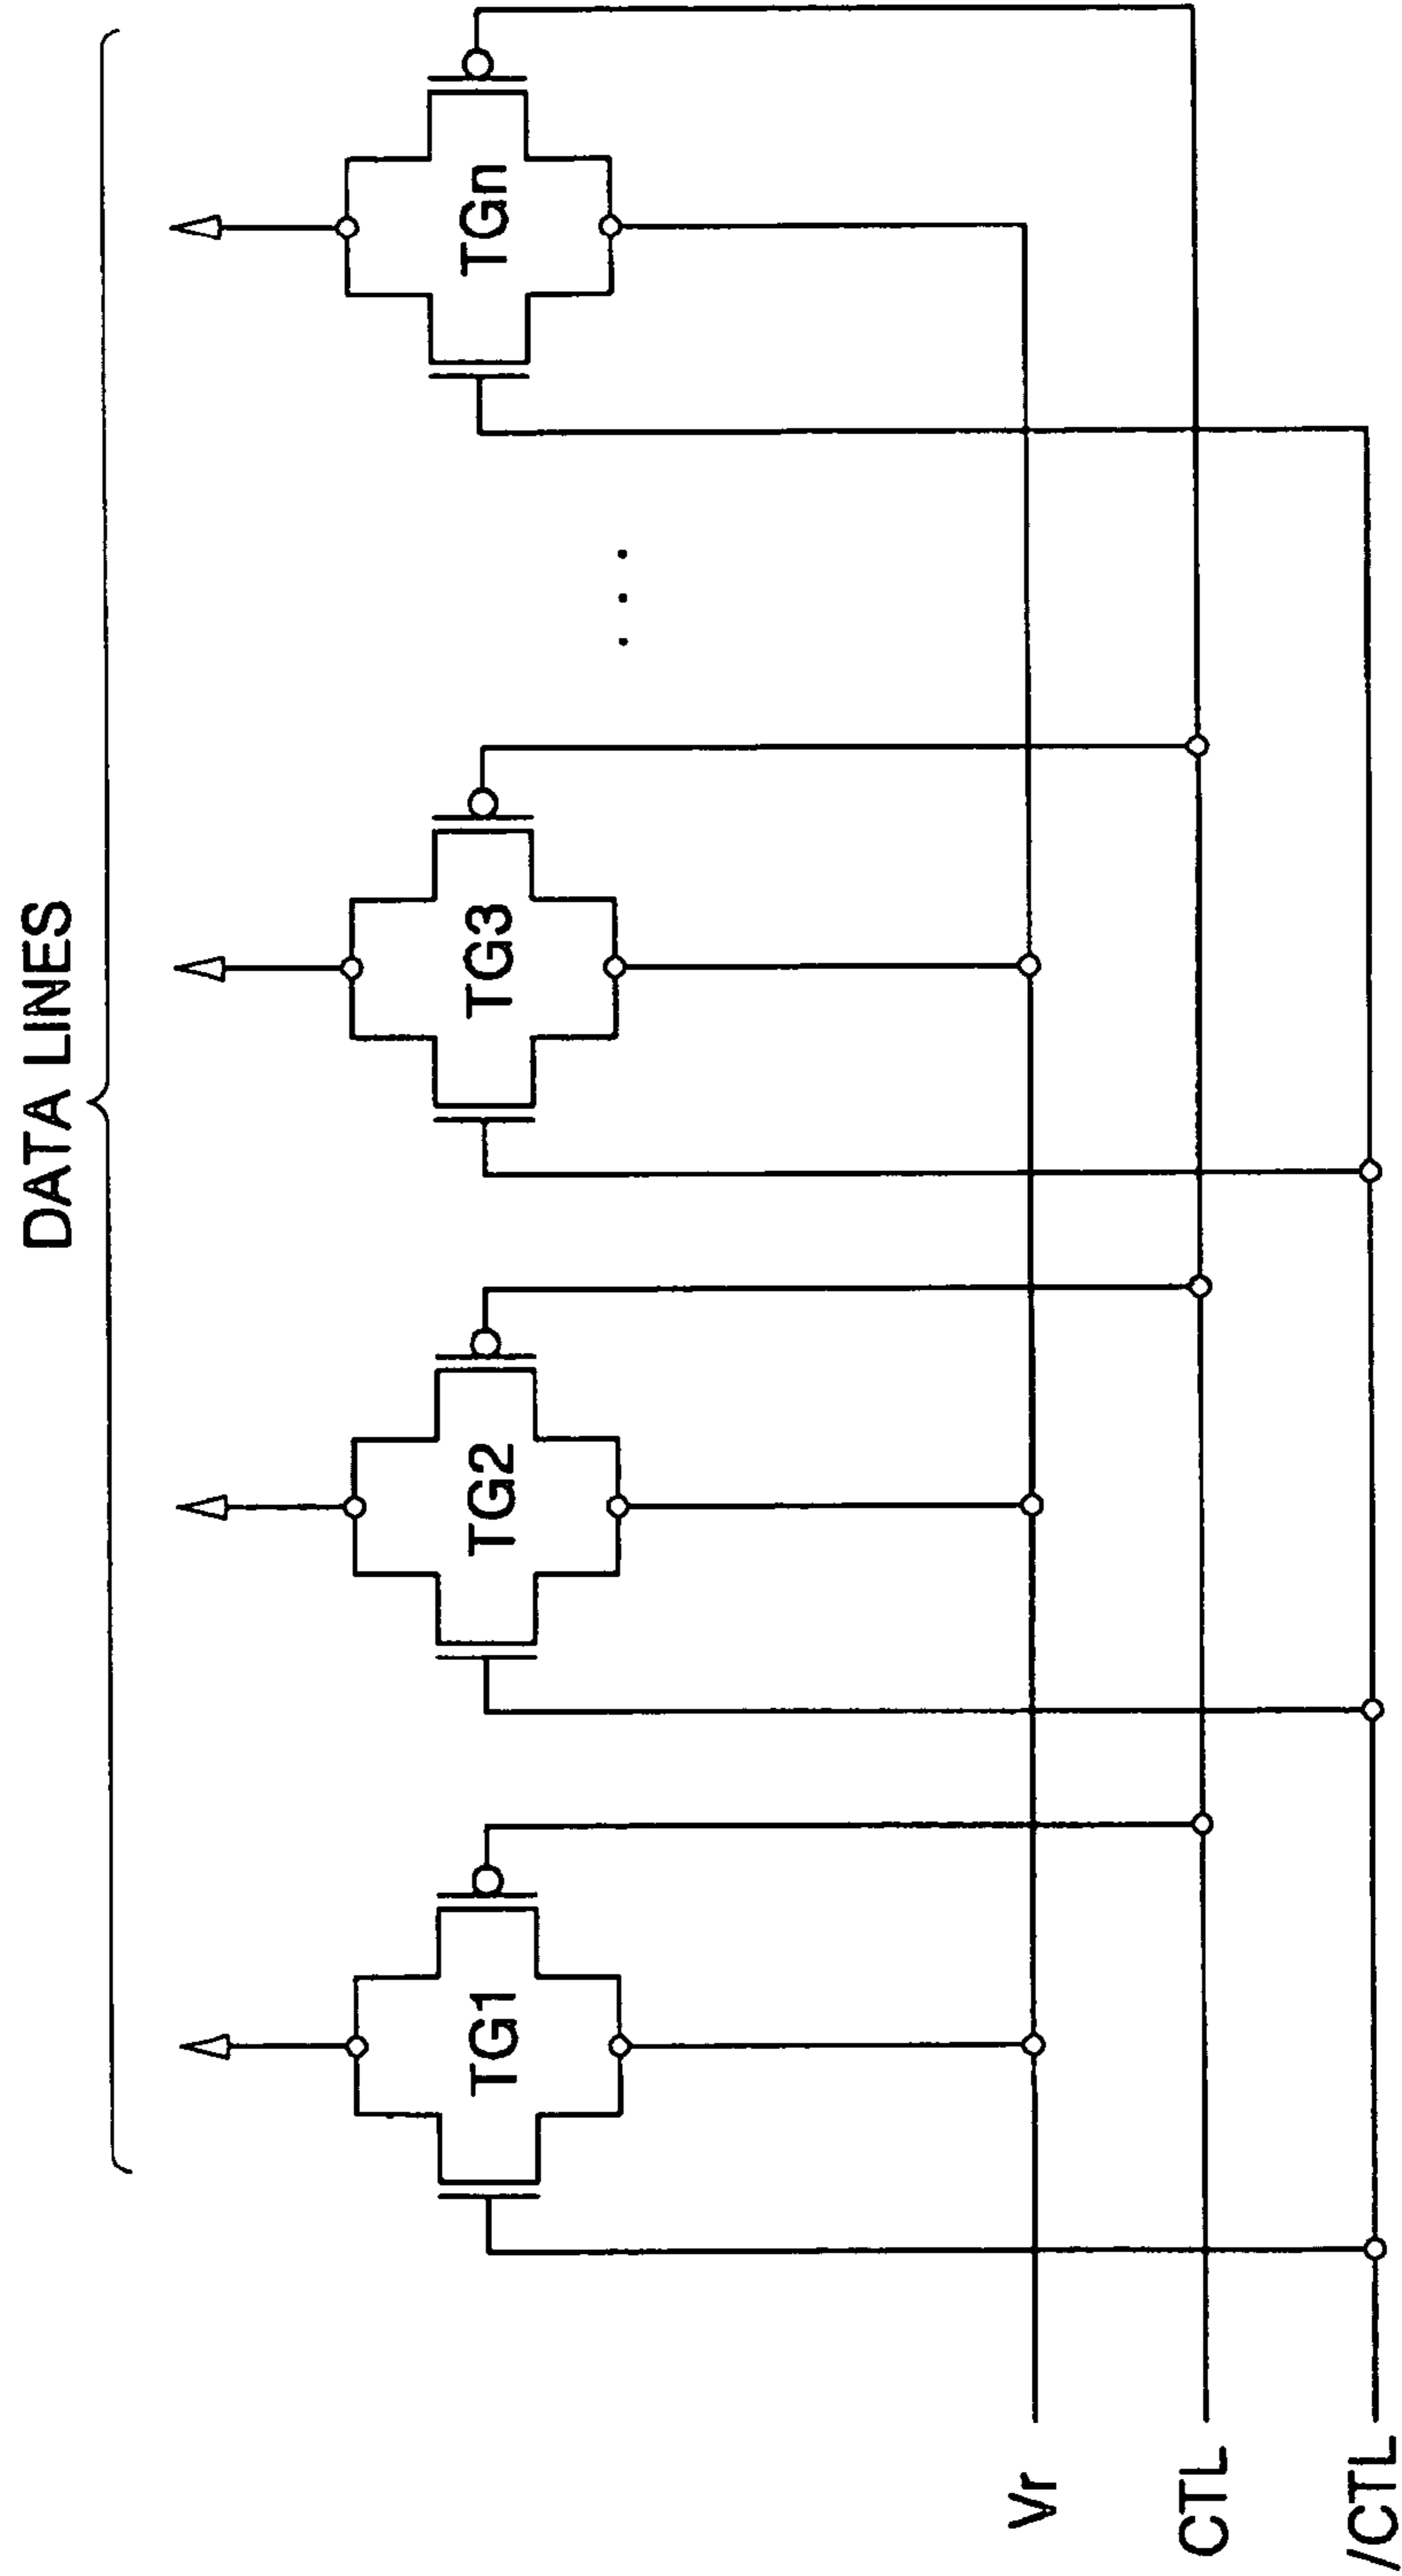 DATA LINES
TG1
TG2
TG3
. . .
TGn
Vr
CTL
/CTL